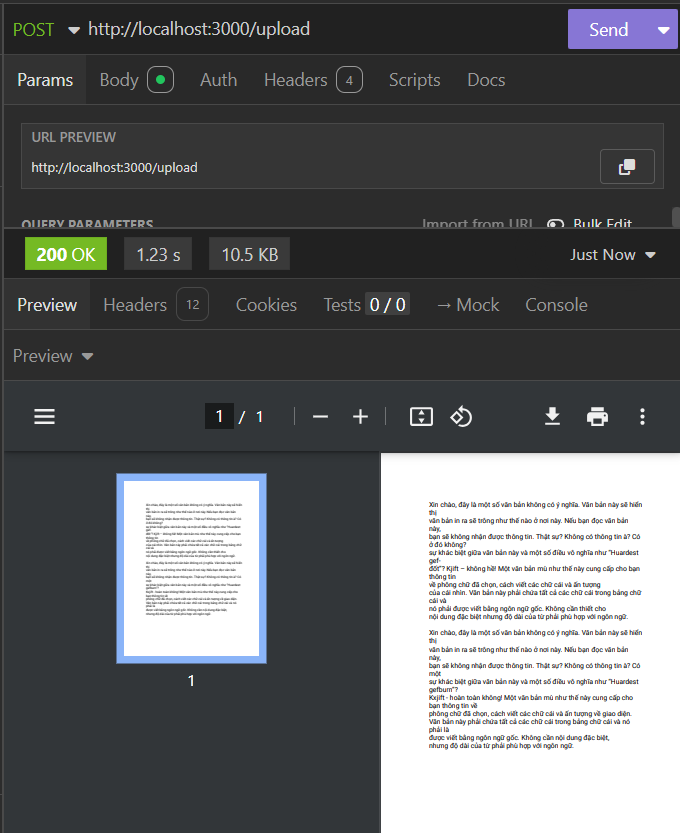 POST http://localhost:3000/upload Send
Params Body Auth Headers 4 Scripts Docs
URL PREVIEW
http://localhost:3000/upload
QUERY PARAMETERS Import from URL Bulk Edit
200 OK 1.23 s 10.5 KB Just Now
Preview Headers 12 Cookies Tests 0 / 0 → Mock Console
Preview
1 / 1
1
Xin chào, đây là một số văn bản không có ý nghĩa. Văn bản này sẽ hiển
thị
văn bản in ra sẽ trông như thế nào ở nơi này. Nếu bạn đọc văn bản
này,
bạn sẽ không nhận được thông tin. Thật sự? Không có thông tin à? Có
ở đó không?
sự khác biệt giữa văn bản này và một số điều vô nghĩa như "Huardest
gef-
đốt"? Kjift – không hề! Một văn bản mù như thế này cung cấp cho bạn
thông tin
về phông chữ đã chọn, cách viết các chữ cái và ấn tượng
của cái nhìn. Văn bản này phải chứa tất cả các chữ cái trong bảng chữ
cái và
nó phải được viết bằng ngôn ngữ gốc. Không cần thiết cho
nội dung đặc biệt nhưng độ dài của từ phải phù hợp với ngôn ngữ.
Xin chào, đây là một số văn bản không có ý nghĩa. Văn bản này sẽ hiển
thị
văn bản in ra sẽ trông như thế nào ở nơi này. Nếu bạn đọc văn bản
này,
bạn sẽ không nhận được thông tin. Thật sự? Không có thông tin à? Có
một
sự khác biệt giữa văn bản này và một số điều vô nghĩa như "Huardest
gefburn"?
Kxjift - hoàn toàn không! Một văn bản mù như thế này cung cấp cho
bạn thông tin về
phông chữ đã chọn, cách viết các chữ cái và ấn tượng về giao diện.
Văn bản này phải chứa tất cả các chữ cái trong bảng chữ cái và nó
phải là
được viết bằng ngôn ngữ gốc. Không cần nội dung đặc biệt,
nhưng độ dài của từ phải phù hợp với ngôn ngữ.